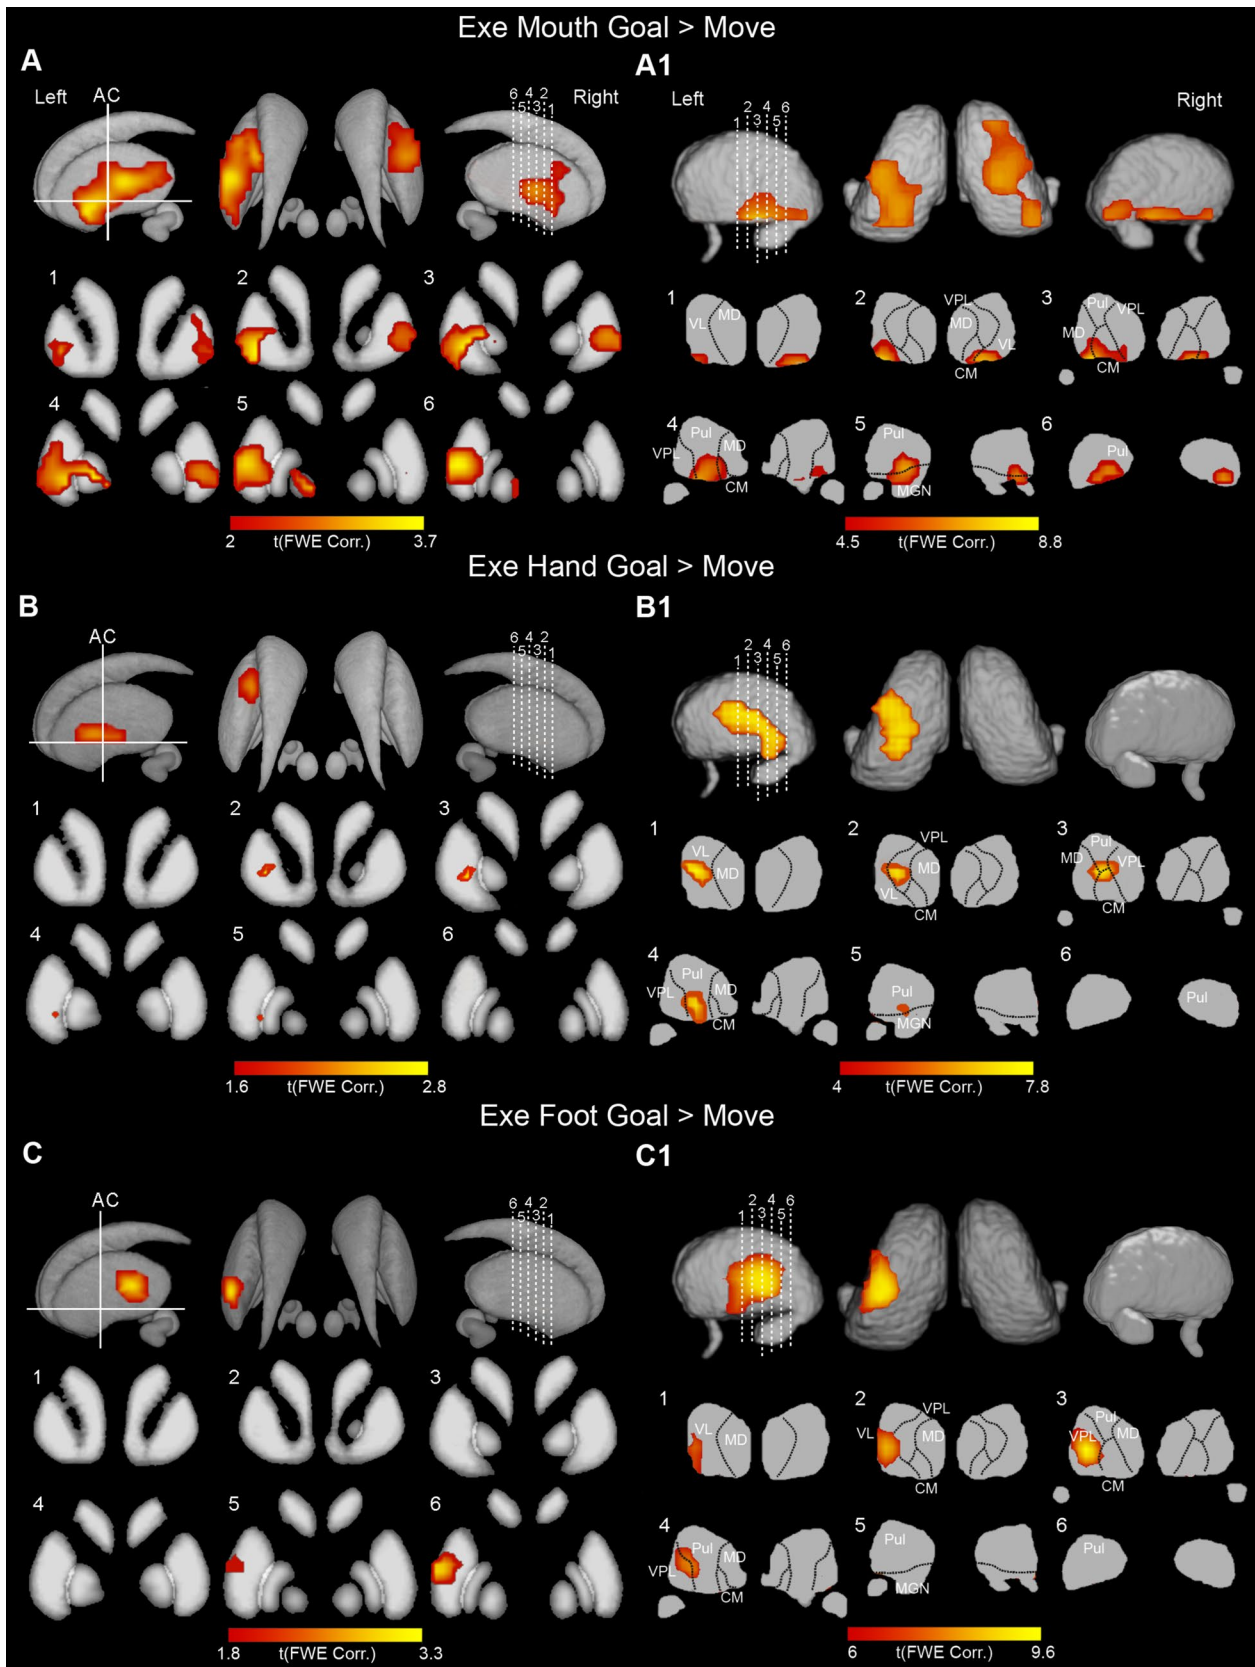 Exe Mouth Goal > Move
A
A1
Left
AC
6 5 4 3 2 1
Right
Left
1 2 3 4 5 6
Right
1
2
3
1
VL
MD
2
VPL
MD
VL
CM
3
Pul
VPL
MD
CM
4
5
6
4
Pul
VPL
MD
CM
5
Pul
MGN
6
Pul
2
t(FWE Corr.)
3.7
4.5
t(FWE Corr.)
8.8
Exe Hand Goal > Move
B
B1
AC
6 5 4 3 2 1
1 2 3 4 5 6
1
2
3
1
VL
MD
2
VPL
MD
VL
CM
3
Pul
MD
VPL
CM
4
5
6
4
Pul
VPL
MD
CM
5
Pul
MGN
6
Pul
1.6
t(FWE Corr.)
2.8
4
t(FWE Corr.)
7.8
Exe Foot Goal > Move
C
C1
AC
6 5 4 3 2 1
1 2 3 4 5 6
1
2
3
1
VL
MD
2
VPL
VL
MD
CM
3
Pul
VPL
MD
CM
4
5
6
4
Pul
VPL
MD
CM
5
Pul
MGN
6
Pul
1.8
t(FWE Corr.)
3.3
6
t(FWE Corr.)
9.6